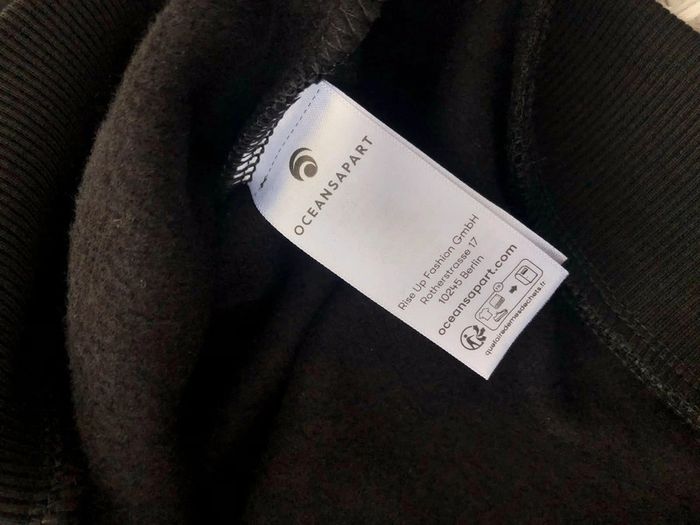 OCEANSAPART
Rise Up Fashion GmbH
Rotherstrasse 17
10245 Berlin
oceansapart.com
quefairedemesdechets.fr